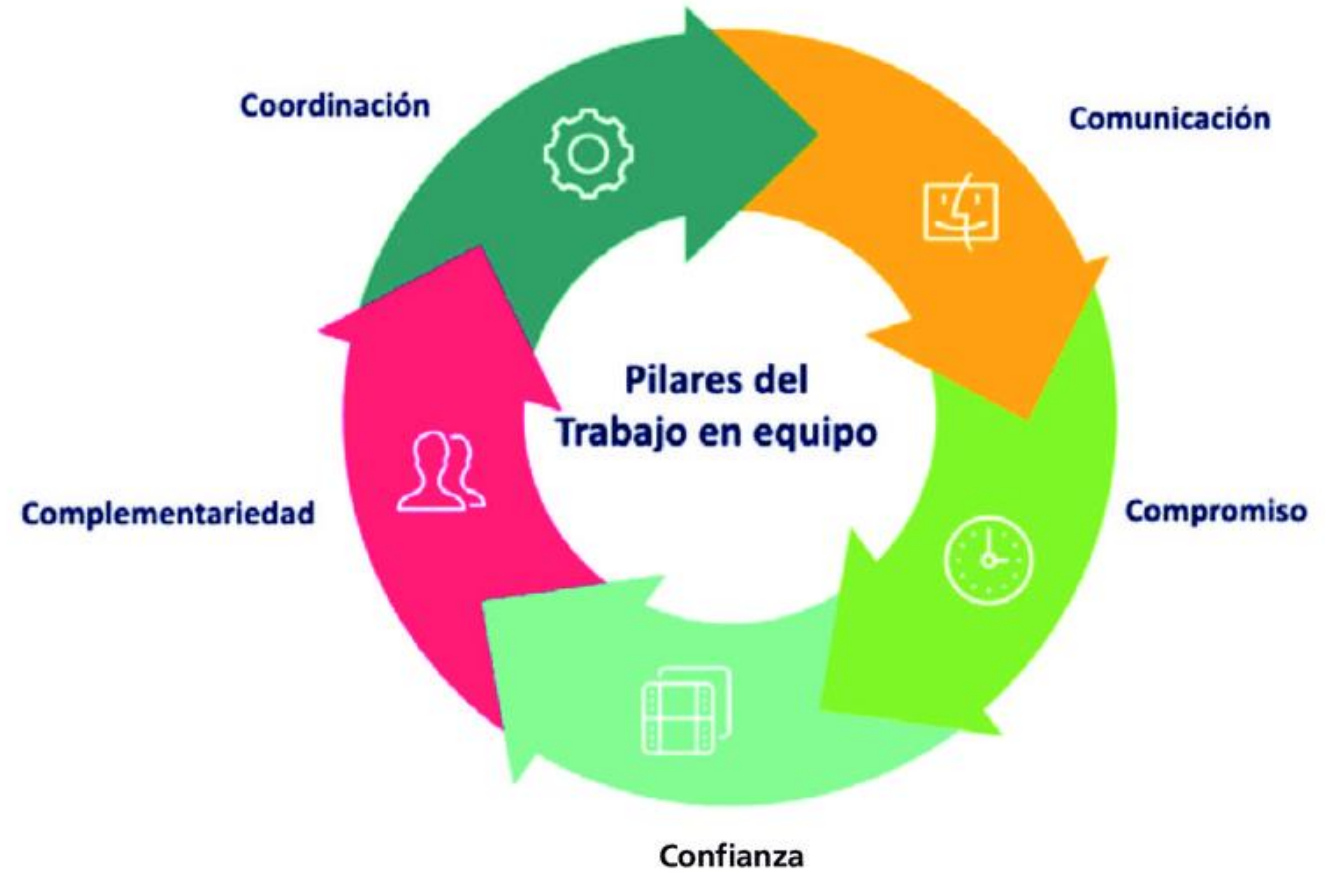 Coordinación
Comunicación
Pilares del
Trabajo en equipo
Complementariedad
Compromiso
Confianza